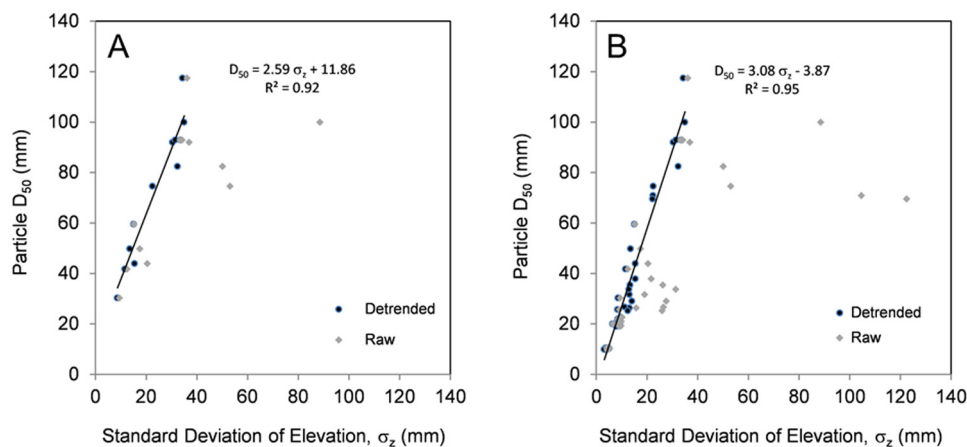 A
140
120
100
80
60
40
20
0
Particle D50 (mm)
D50 = 2.59 σz + 11.86
R² = 0.92
Detrended
Raw
0 20 40 60 80 100 120 140
Standard Deviation of Elevation, σz (mm)
B
140
120
100
80
60
40
20
0
Particle D50 (mm)
D50 = 3.08 σz - 3.87
R² = 0.95
Detrended
Raw
0 20 40 60 80 100 120 140
Standard Deviation of Elevation, σz (mm)